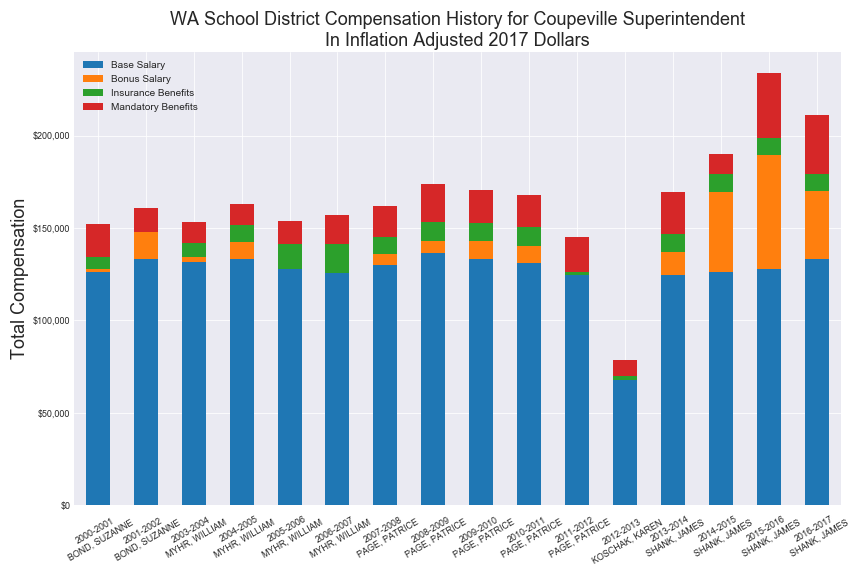 WA School District Compensation History for Coupeville Superintendent
In Inflation Adjusted 2017 Dollars
Base Salary
Bonus Salary
Insurance Benefits
Mandatory Benefits
Total Compensation
$200,000
$150,000
$100,000
$50,000
$0
2000-2001
BOND, SUZANNE
2001-2002
BOND, SUZANNE
2003-2004
MYHR, WILLIAM
2004-2005
MYHR, WILLIAM
2005-2006
MYHR, WILLIAM
2006-2007
MYHR, WILLIAM
2007-2008
PAGE, PATRICE
2008-2009
PAGE, PATRICE
2009-2010
PAGE, PATRICE
2010-2011
PAGE, PATRICE
2011-2012
PAGE, PATRICE
2012-2013
KOSCHAK, KAREN
2013-2014
SHANK, JAMES
2014-2015
SHANK, JAMES
2015-2016
SHANK, JAMES
2016-2017
SHANK, JAMES